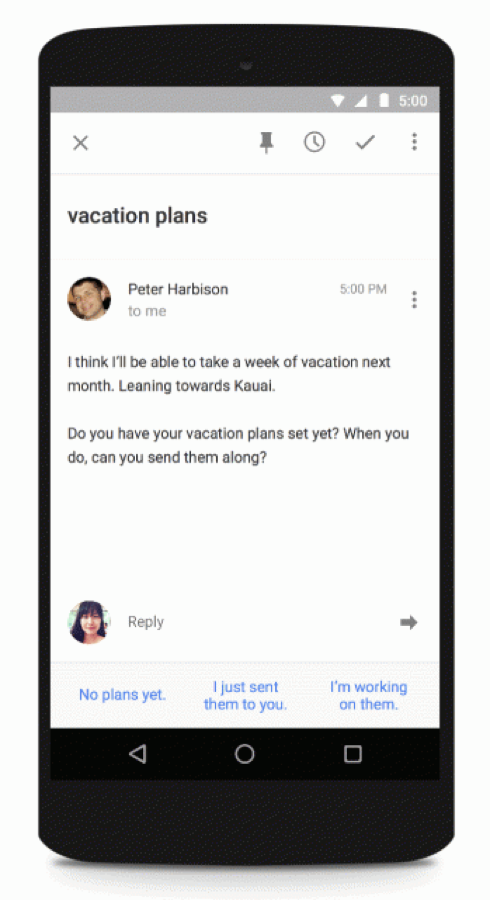 5:00
vacation plans
Peter Harbison
5:00 PM
to me
I think I'll be able to take a week of vacation next
month. Leaning towards Kauai.
Do you have your vacation plans set yet? When you
do, can you send them along?
Reply
No plans yet.
I just sent
them to you.
I'm working
on them.